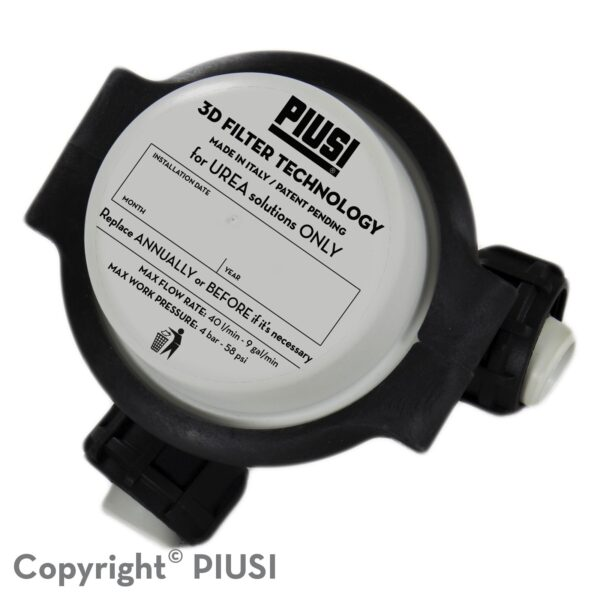 PIUSI
®
3D FILTER TECHNOLOGY
MADE IN ITALY / PATENT PENDING
for UREA solutions ONLY
INSTALLATION DATE
MONTH
YEAR
Replace ANNUALLY or BEFORE if it's necessary
MAX FLOW RATE: 40 l/min - 9 gal/min
MAX WORK PRESSURE: 4 bar - 58 psi
Copyright© PIUSI